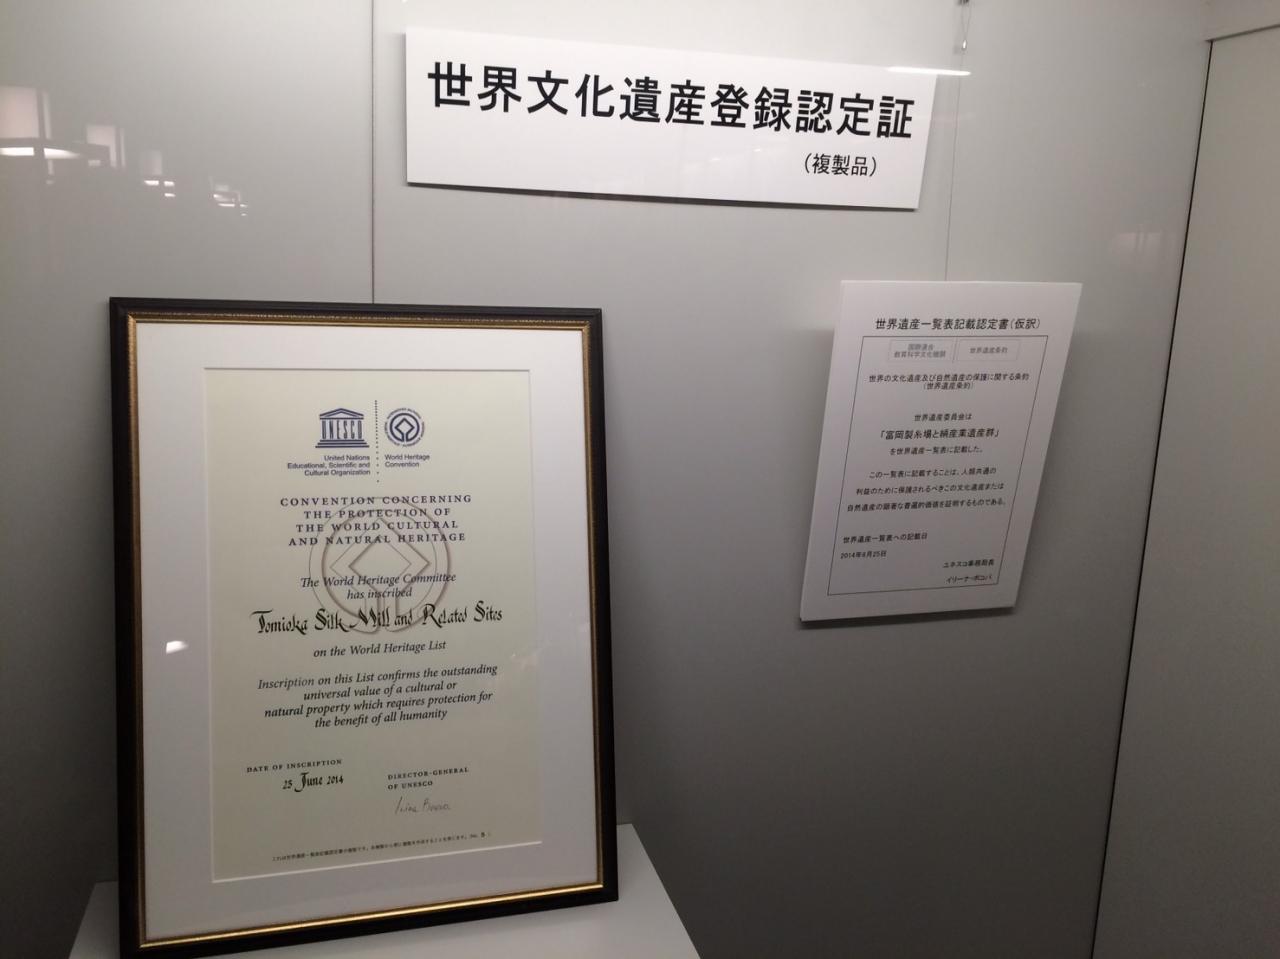 世界文化遺産登録認定証
（複製品）
UNESCO
United Nations
Educational, Scientific and
Cultural Organization
World Heritage
Convention
CONVENTION CONCERNING
THE PROTECTION OF
THE WORLD CULTURAL
AND NATURAL HERITAGE
The World Heritage Committee
has inscribed
Tomioka Silk Mill and Related Sites
on the World Heritage List
Inscription on this List confirms the outstanding
universal value of a cultural or
natural property which requires protection for
the benefit of all humanity
DATE OF INSCRIPTION
25 June 2014
DIRECTOR-GENERAL
OF UNESCO
世界遺産一覧表記載認定書（仮訳）
国際連合
教育科学文化機関
世界遺産条約
世界の文化遺産及び自然遺産の保護に関する条約
（世界遺産条約）
世界遺産委員会は
「富岡製糸場と絹産業遺産群」
を世界遺産一覧表に記載した。
この一覧表に記載することは、人類共通の
利益のために保護されるべきこの文化遺産または
自然遺産の顕著な普遍的価値を証明するものである。
世界遺産一覧表への記載日
2014年6月25日
ユネスコ事務局長
イリーナ・ボコバ